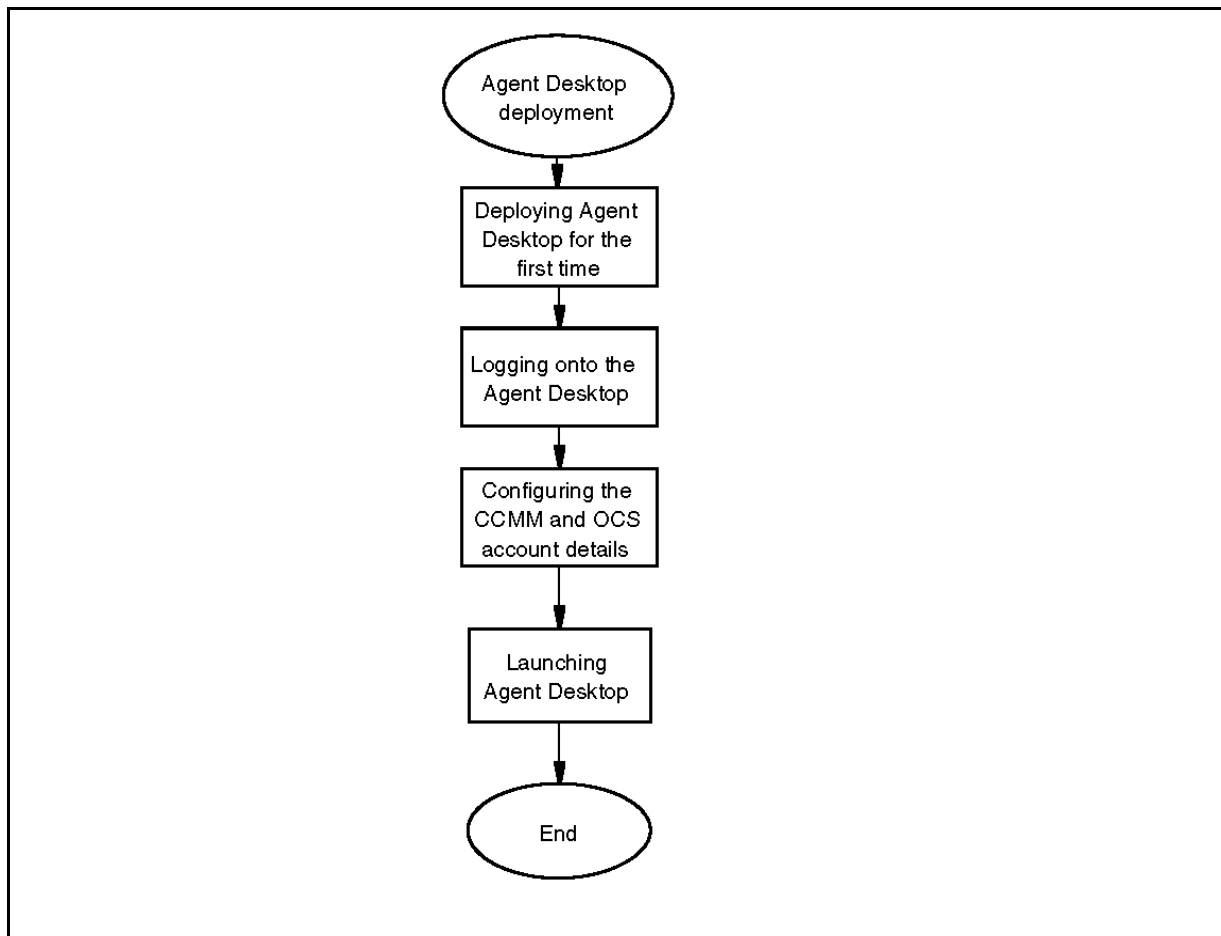 Agent Desktop
deployment
Deploying Agent
Desktop for the
first time
Logging onto the
Agent Desktop
Configuring the
CCMM and OCS
account details
Launching
Agent Desktop
End